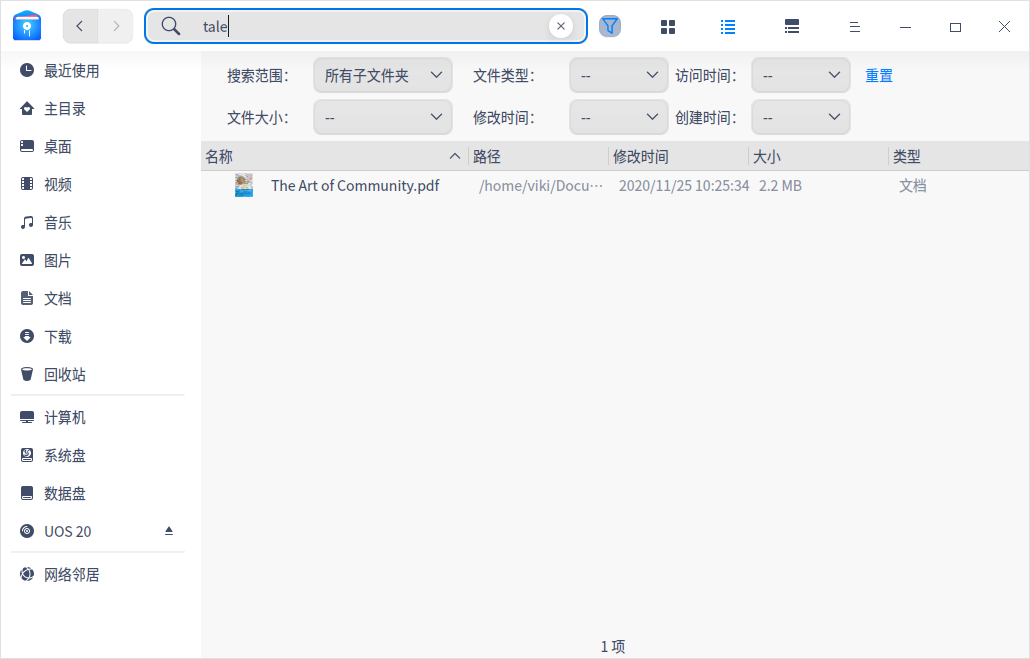 tale
最近使用
主目录
桌面
视频
音乐
图片
文档
下载
回收站
计算机
系统盘
数据盘
UOS 20
网络邻居
搜索范围： 所有子文件夹 文件类型： -- 访问时间： -- 重置
文件大小： -- 修改时间： -- 创建时间： --
名称 路径 修改时间 大小 类型
The Art of Community.pdf /home/viki/Docu··· 2020/11/25 10:25:34 2.2 MB 文档
1 项